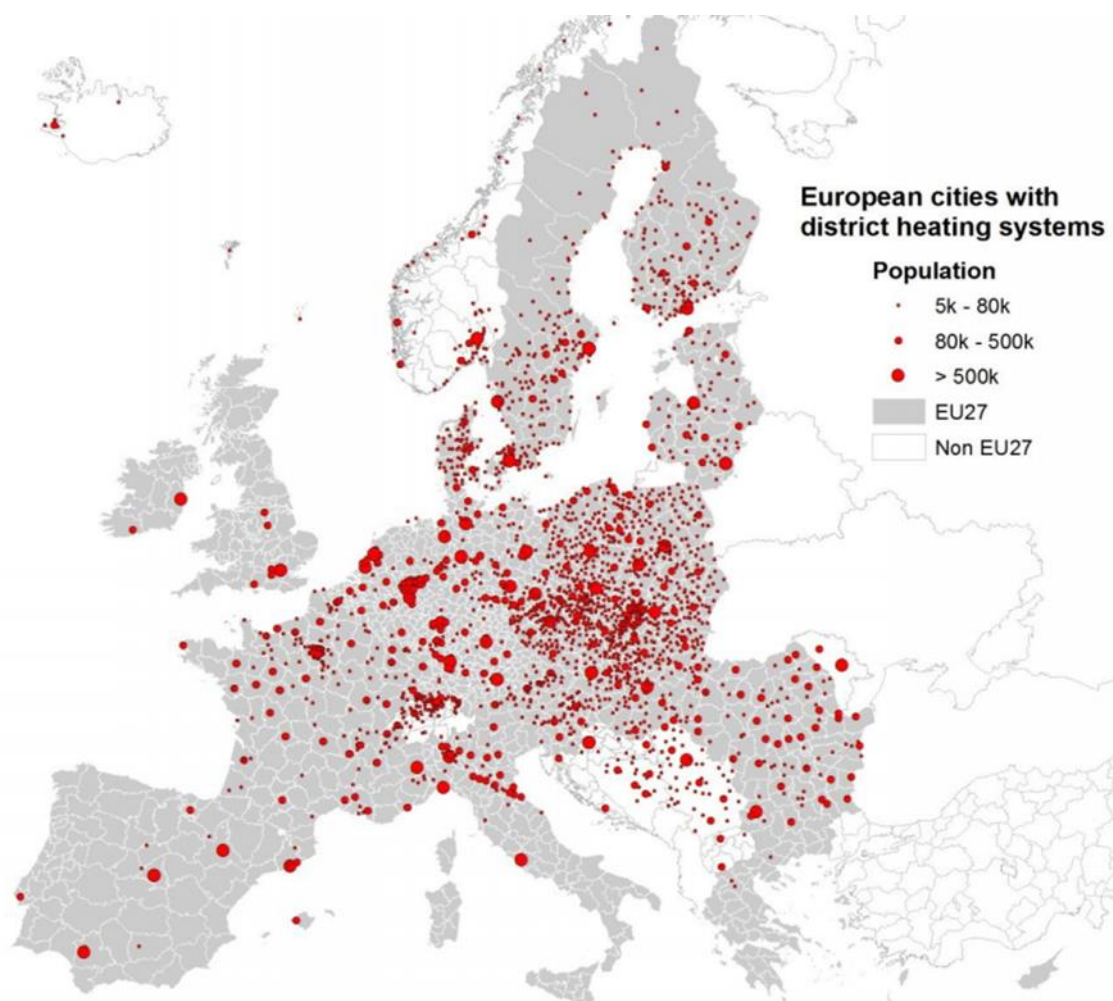 European cities with
district heating systems
Population
5k - 80k
80k - 500k
> 500k
EU27
Non EU27